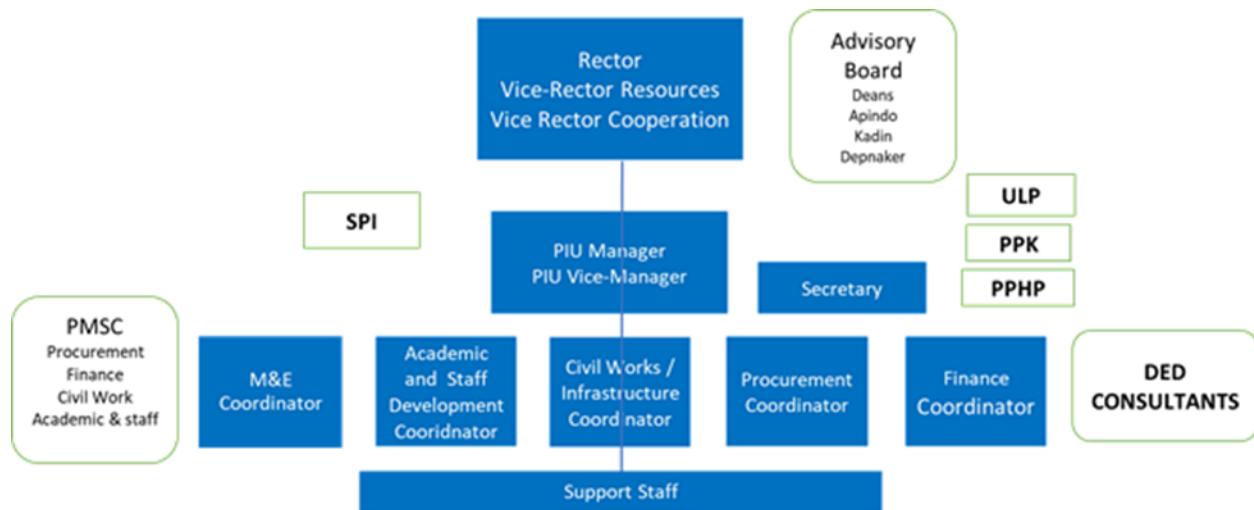 Rector
Vice-Rector Resources
Vice Rector Cooperation
Advisory
Board
Deans
Apindo
Kadin
Depnaker
SPI
ULP
PPK
PPHP
PIU Manager
PIU Vice-Manager
Secretary
PMSC
Procurement
Finance
Civil Work
Academic & staff
M&E
Coordinator
Academic
and Staff
Development
Cooridnator
Civil Works /
Infrastructure
Coordinator
Procurement
Coordinator
Finance
Coordinator
DED
CONSULTANTS
Support Staff